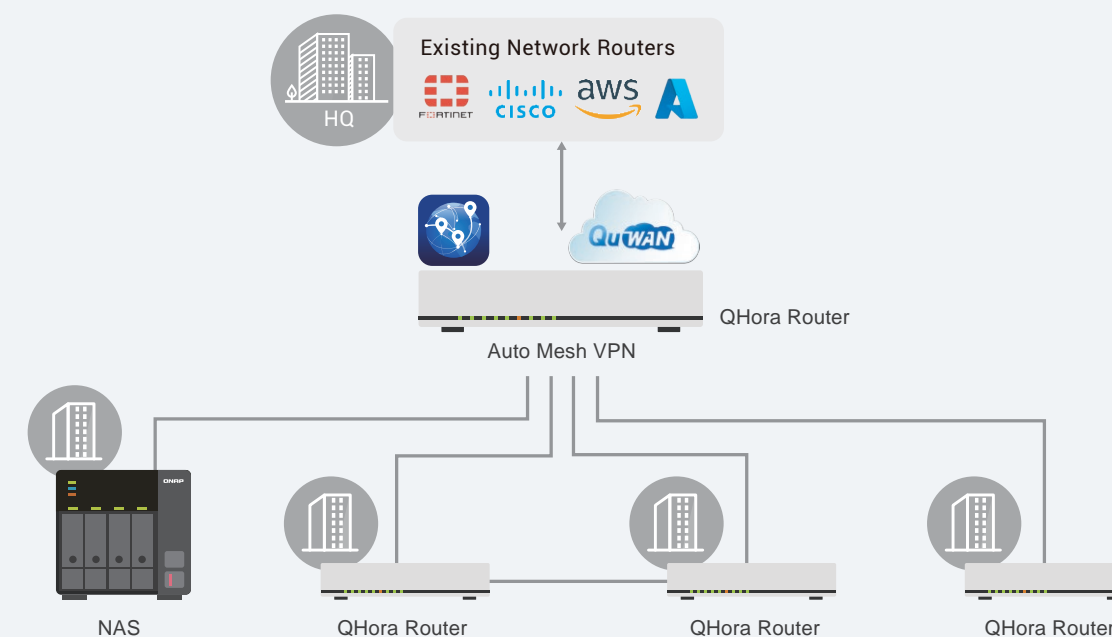 Existing Network Routers
FORTINET
CISCO
aws
HQ
QuWAN
QHora Router
Auto Mesh VPN
QNAP
NAS
QHora Router
QHora Router
QHora Router